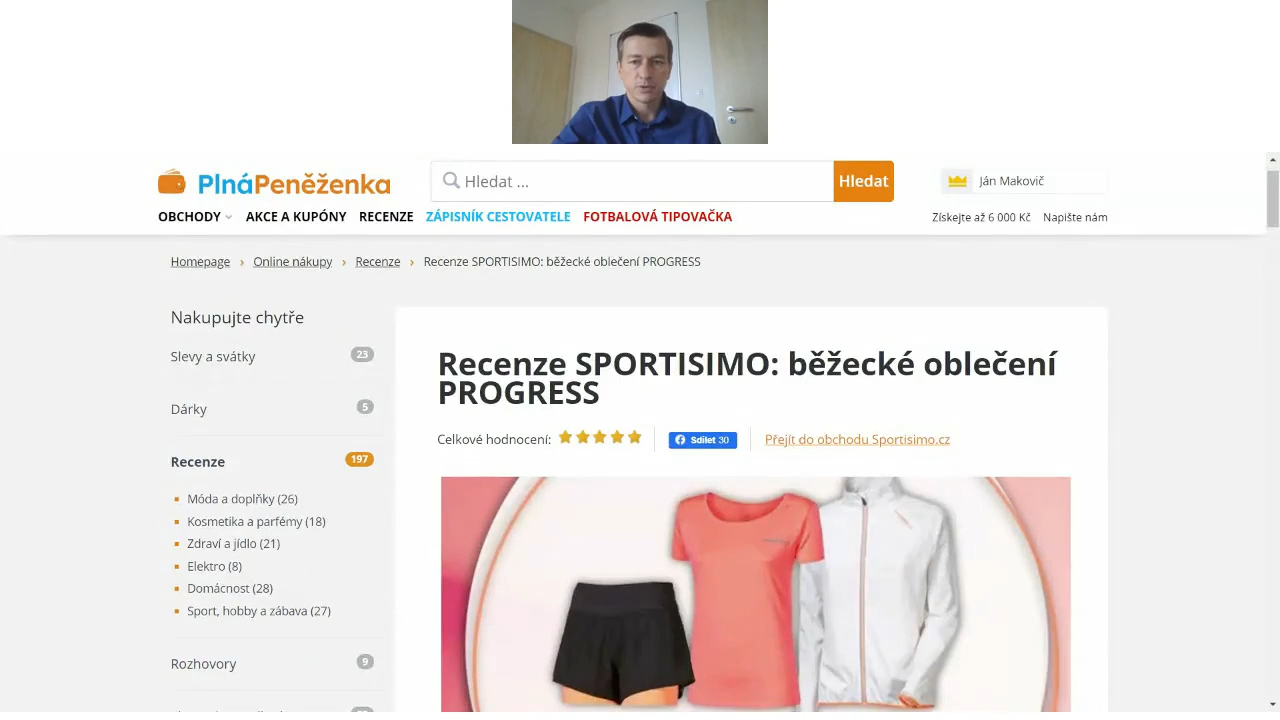 PlnáPeněženka
Hledat ...
Hledat
Ján Makovič
OBCHODY
AKCE A KUPÓNY
RECENZE
ZÁPISNÍK CESTOVATELE
FOTBALOVÁ TIPOVAČKA
Získejte až 6 000 Kč
Napište nám
Homepage › Online nákupy › Recenze › Recenze SPORTISIMO: běžecké oblečení PROGRESS
Nakupujte chytře
Slevy a svátky 23
Dárky 5
Recenze 197
Móda a doplňky (26)
Kosmetika a parfémy (18)
Zdraví a jídlo (21)
Elektro (8)
Domácnost (28)
Sport, hobby a zábava (27)
Rozhovory 9
Recenze SPORTISIMO: běžecké oblečení
PROGRESS
Celkové hodnocení:
Sdílet 30
Přejít do obchodu Sportisimo.cz